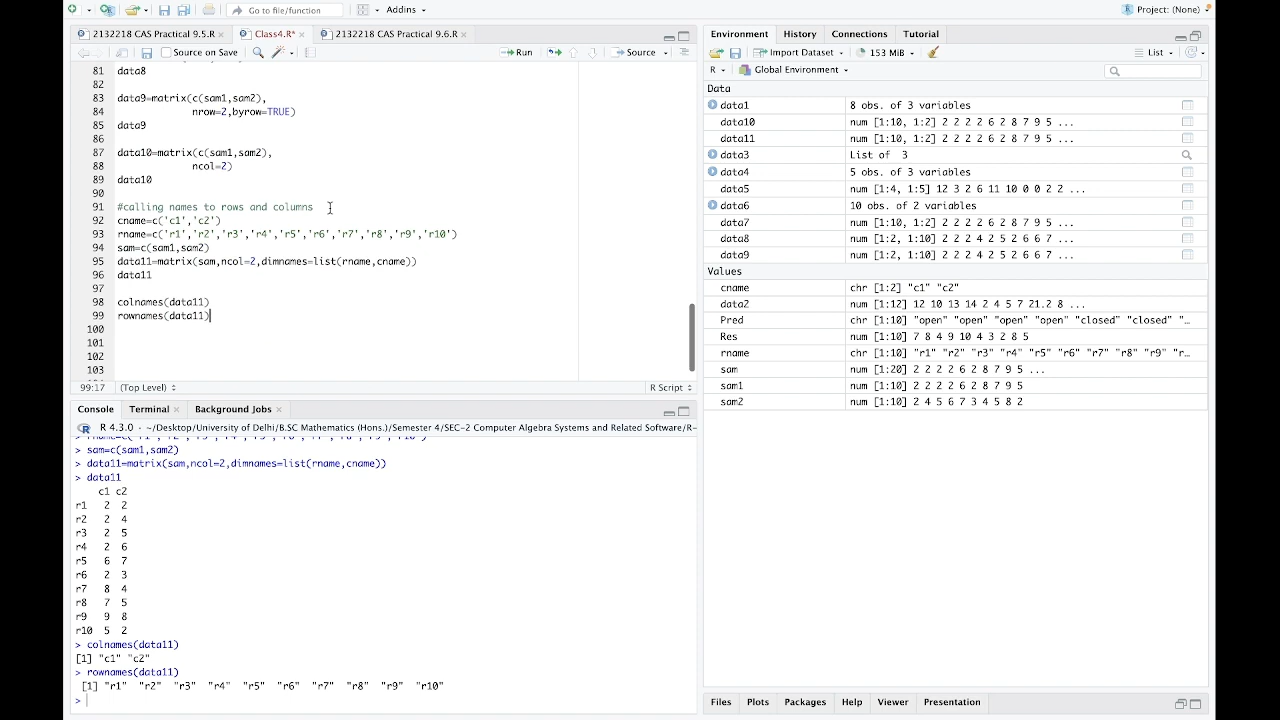 Go to file/function
Addins
Project: (None)
2132218 CAS Practical 9.5.R
Class4.R*
2132218 CAS Practical 9.6.R
Source on Save
Run
Source
81 data8
82
83 data9=matrix(c(sam1,sam2),
84 nrow=2,byrow=TRUE)
85 data9
86
87 data10=matrix(c(sam1,sam2),
88 ncol=2)
89 data10
90
91 #calling names to rows and columns
92 cname=c('c1','c2')
93 rname=c('r1','r2','r3','r4','r5','r6','r7','r8','r9','r10')
94 sam=c(sam1,sam2)
95 data11=matrix(sam,ncol=2,dimnames=list(rname,cname))
96 data11
97
98 colnames(data11)
99 rownames(data11)
100
101
102
103
99:17 (Top Level) R Script
Console Terminal Background Jobs
R 4.3.0 · ~/Desktop/University of Delhi/B.SC Mathematics (Hons.)/Semester 4/SEC-2 Computer Algebra Systems and Related Software/R-
> rname=c('r1','r2','r3','r4','r5','r6','r7','r8','r9','r10')
> sam=c(sam1,sam2)
> data11=matrix(sam,ncol=2,dimnames=list(rname,cname))
> data11
c1 c2
r1 2 2
r2 2 4
r3 2 5
r4 2 6
r5 6 7
r6 2 3
r7 8 4
r8 7 5
r9 9 8
r10 5 2
> colnames(data11)
[1] "c1" "c2"
> rownames(data11)
[1] "r1" "r2" "r3" "r4" "r5" "r6" "r7" "r8" "r9" "r10"
>
Environment History Connections Tutorial
Import Dataset 153 MiB List
R Global Environment
Data
data1 8 obs. of 3 variables
data10 num [1:10, 1:2] 2 2 2 2 6 2 8 7 9 5 ...
data11 num [1:10, 1:2] 2 2 2 2 6 2 8 7 9 5 ...
data3 List of 3
data4 5 obs. of 3 variables
data5 num [1:4, 1:5] 12 3 2 6 11 10 0 0 2 2 ...
data6 10 obs. of 2 variables
data7 num [1:10, 1:2] 2 2 2 2 6 2 8 7 9 5 ...
data8 num [1:2, 1:10] 2 2 2 4 2 5 2 6 6 7 ...
data9 num [1:2, 1:10] 2 2 2 4 2 5 2 6 6 7 ...
Values
cname chr [1:2] "c1" "c2"
data2 num [1:12] 12 10 13 14 2 4 5 7 21.2 8 ...
Pred chr [1:10] "open" "open" "open" "open" "closed" "closed" "...
Res num [1:10] 7 8 4 9 10 4 3 2 8 5
rname chr [1:10] "r1" "r2" "r3" "r4" "r5" "r6" "r7" "r8" "r9" "r...
sam num [1:20] 2 2 2 2 6 2 8 7 9 5 ...
sam1 num [1:10] 2 2 2 2 6 2 8 7 9 5
sam2 num [1:10] 2 4 5 6 7 3 4 5 8 2
Files Plots Packages Help Viewer Presentation